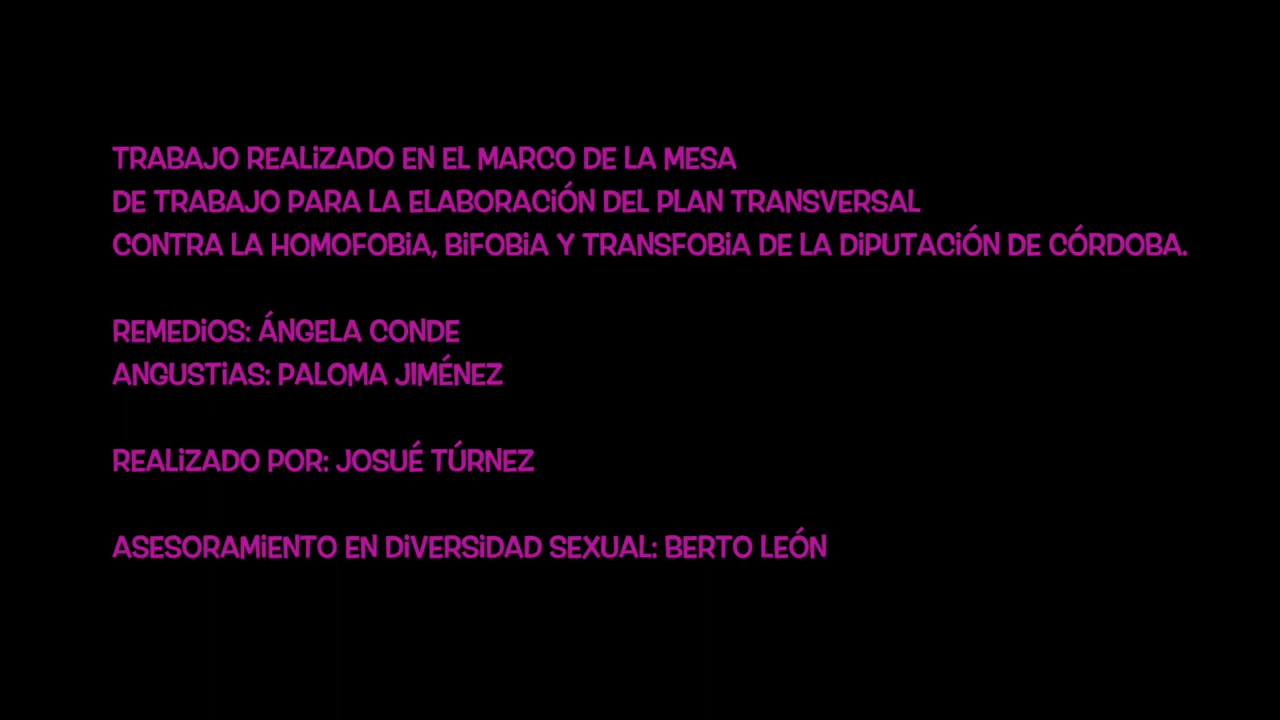 TRABAJO REALiZADO EN EL MARCO DE LA MESA
DE TRABAJO PARA LA ELABORACiÓN DEL PLAN TRANSVERSAL
CONTRA LA HOMOFOBiA, BiFOBiA Y TRANSFOBiA DE LA DiPUTACiÓN DE CÓRDOBA.
REMEDiOS: ÁNGELA CONDE
ANGUSTiAS: PALOMA JIMÉNEZ
REALiZADO POR: JOSUÉ TÚRNEZ
ASESORAMiENTO EN DiVERSiDAD SEXUAL: BERTO LEÓN